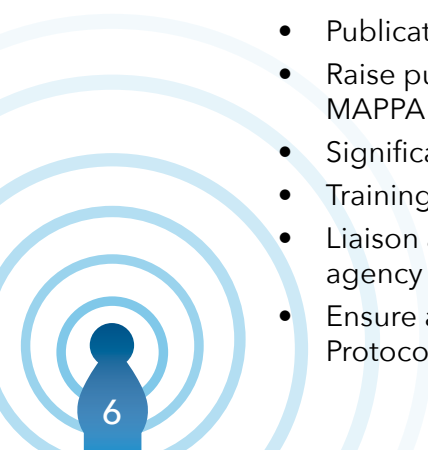 • Publicat
• Raise pu
MAPPA
• Significa
• Training
• Liaison
agency
• Ensure
Protoco
6